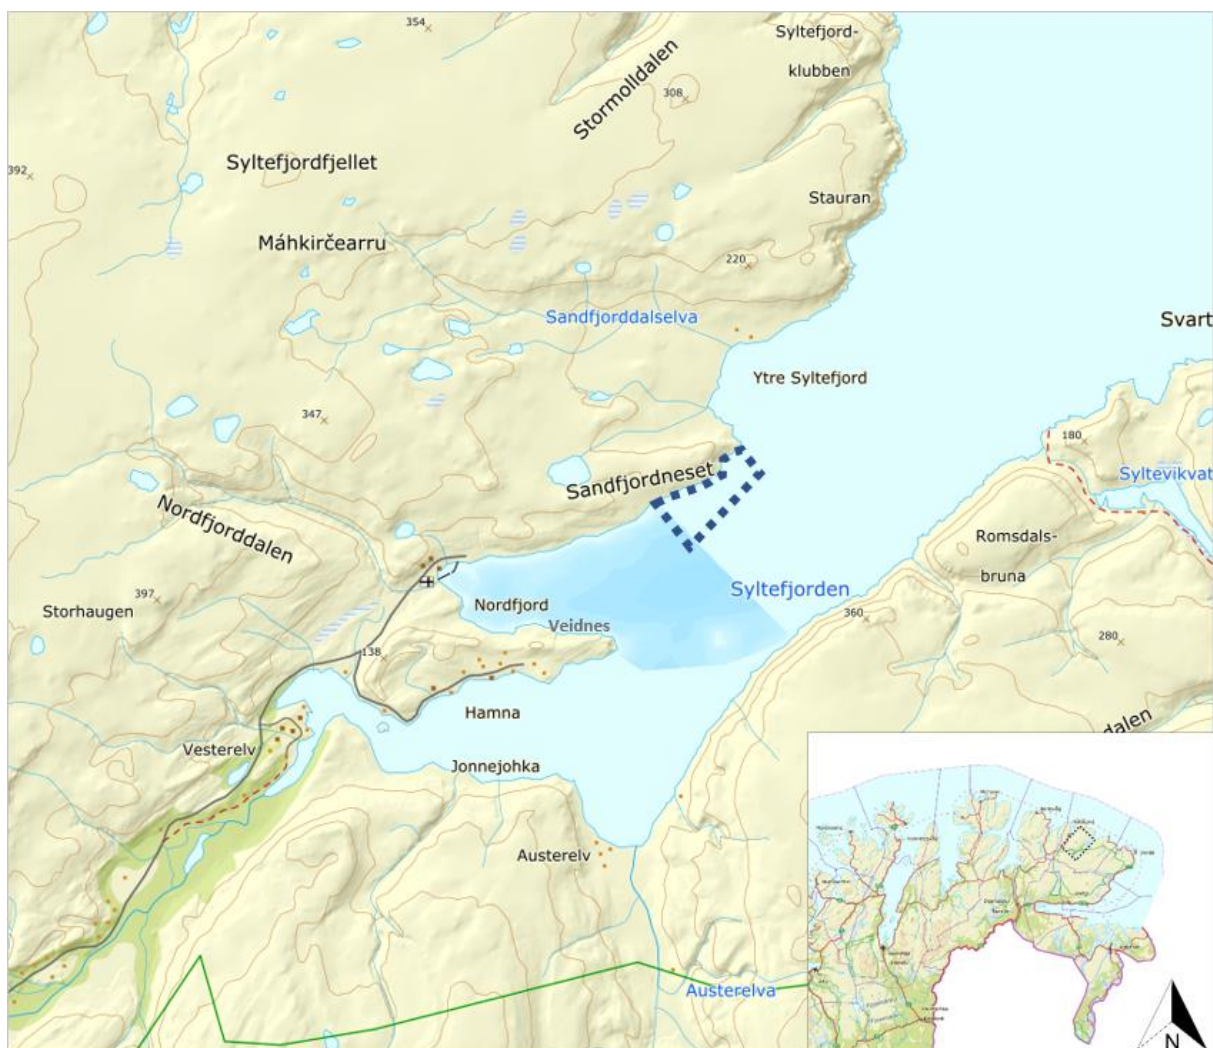 354
Syltefjord-
klubben
Stormolldalen
308
392
Syltefjordfjellet
Stauran
Máhkirčearru
220
Sandfjorddalselva
Svart
Ytre Syltefjord
347
180
Sandfjordneset
Syltevikvat
Nordfjorddalen
Romsdals-
bruna
397
Storhaugen
Nordfjord
Syltefjorden
360
Veidnes
280
138
Hamna
dalen
Vesterelv
Jonnejohka
Austerelv
Austerelva
N